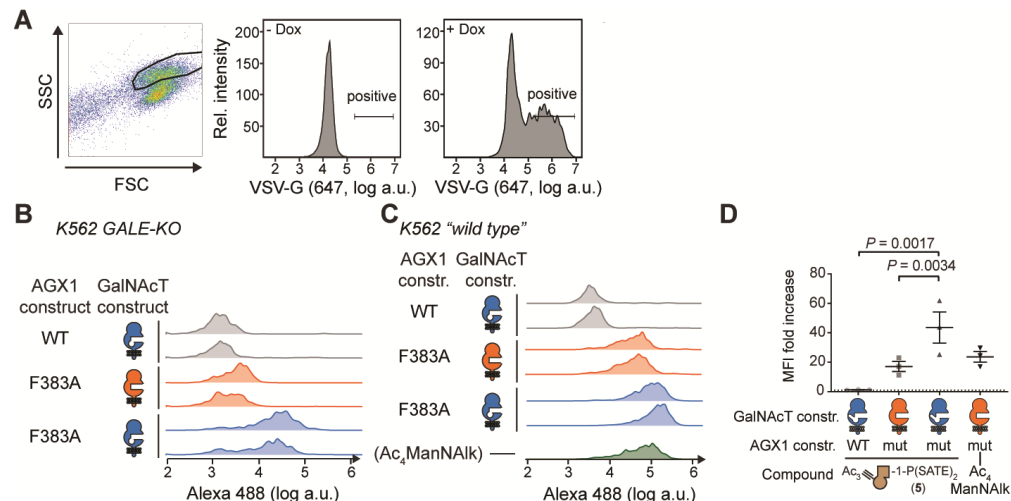 A
SSC
FSC
Rel. intensity
- Dox
positive
150
100
50
2 3 4 5 6 7
VSV-G (647, log a.u.)
+ Dox
positive
120
90
60
30
2 3 4 5 6 7
VSV-G (647, log a.u.)
B
K562 GALE-KO
AGX1 GalNAcT
construct construct
WT
F383A
F383A
2 3 4 5 6
Alexa 488 (log a.u.)
C
K562 "wild type"
AGX1 GalNAcT
constr. constr.
WT
F383A
F383A
(Ac4ManNAlk)
2 3 4 5 6
Alexa 488 (log a.u.)
D
P = 0.0017
P = 0.0034
MFI fold increase
80
60
40
20
0
GalNAcT constr.
AGX1 constr. WT mut mut mut
Compound Ac3 -1-P(SATE)2 Ac4
(5) ManNAlk